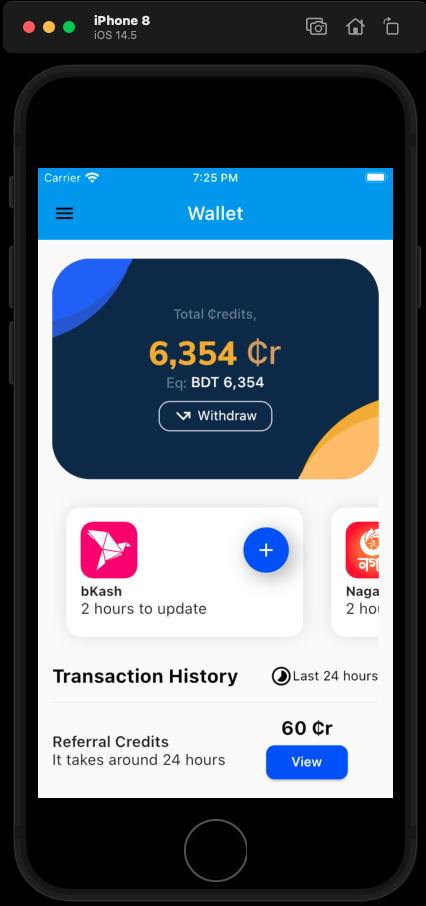 iPhone 8
iOS 14.5
Carrier 7:25 PM
Wallet
Total ₵redits,
6,354 ₵r
Eq: BDT 6,354
Withdraw
bKash
2 hours to update
নগ
Naga
2 hou
Transaction History Last 24 hours
60 ₵r
Referral Credits
It takes around 24 hours
View